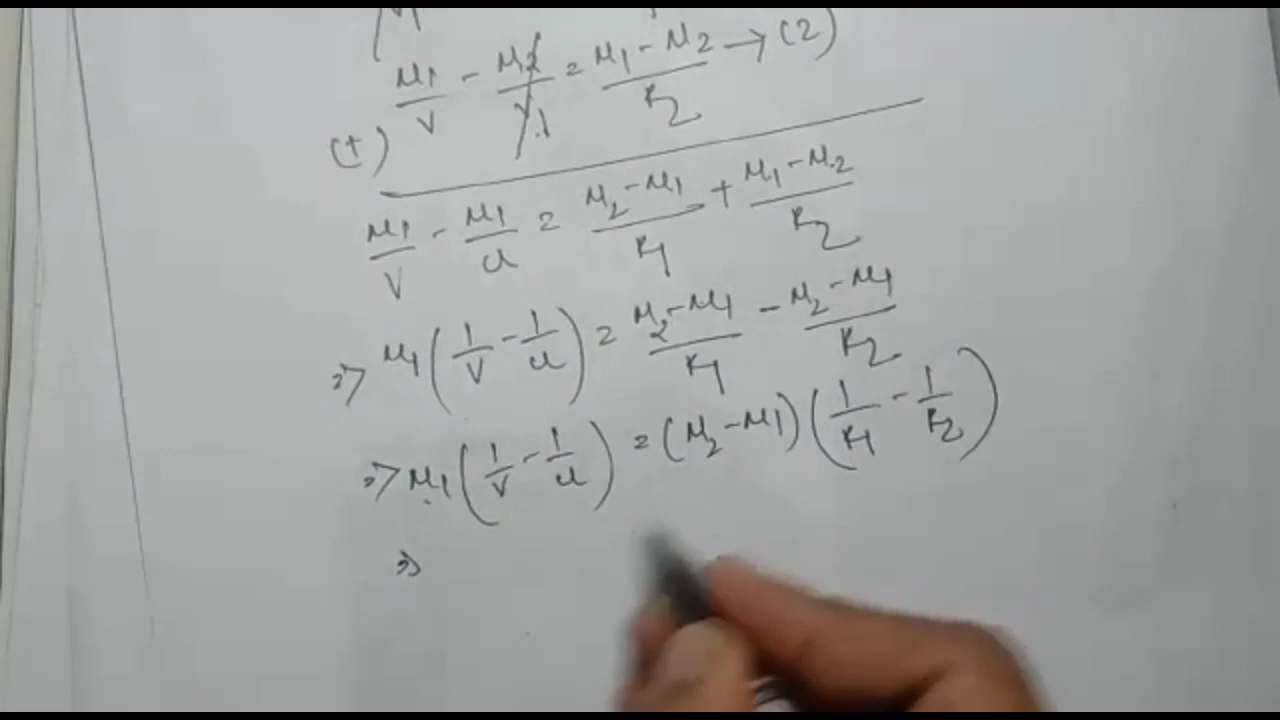 μ1/v - μ2/v1 = μ1 - μ2/r2 → (2)
(+)
μ1/v - μ1/u = μ2 - μ1/r1 + μ1 - μ2/r2
⇒ μ1(1/v - 1/u) = μ2 - μ1/r1 - μ2 - μ1/r2
⇒ μ1(1/v - 1/u) = (μ2 - μ1)(1/r1 - 1/r2)
⇒